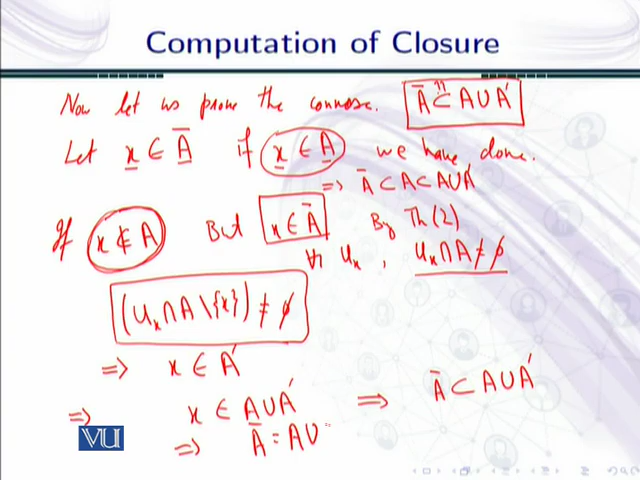 Computation of Closure
Now let us prove the converse. Ā ⊂ A∪A′
Let x ∈ Ā if x ∈ A we have done.
⇒ Ā ⊂ A ⊂ A∪A′
If x ∉ A But x ∈ Ā By Th(2)
∀ Uₓ , Uₓ∩A ≠ ϕ
(Uₓ∩A\{x}) ≠ ϕ
⇒ x ∈ A′
⇒ x ∈ A∪A′ ⇒ Ā ⊂ A∪A′
⇒ Ā = A∪
VU